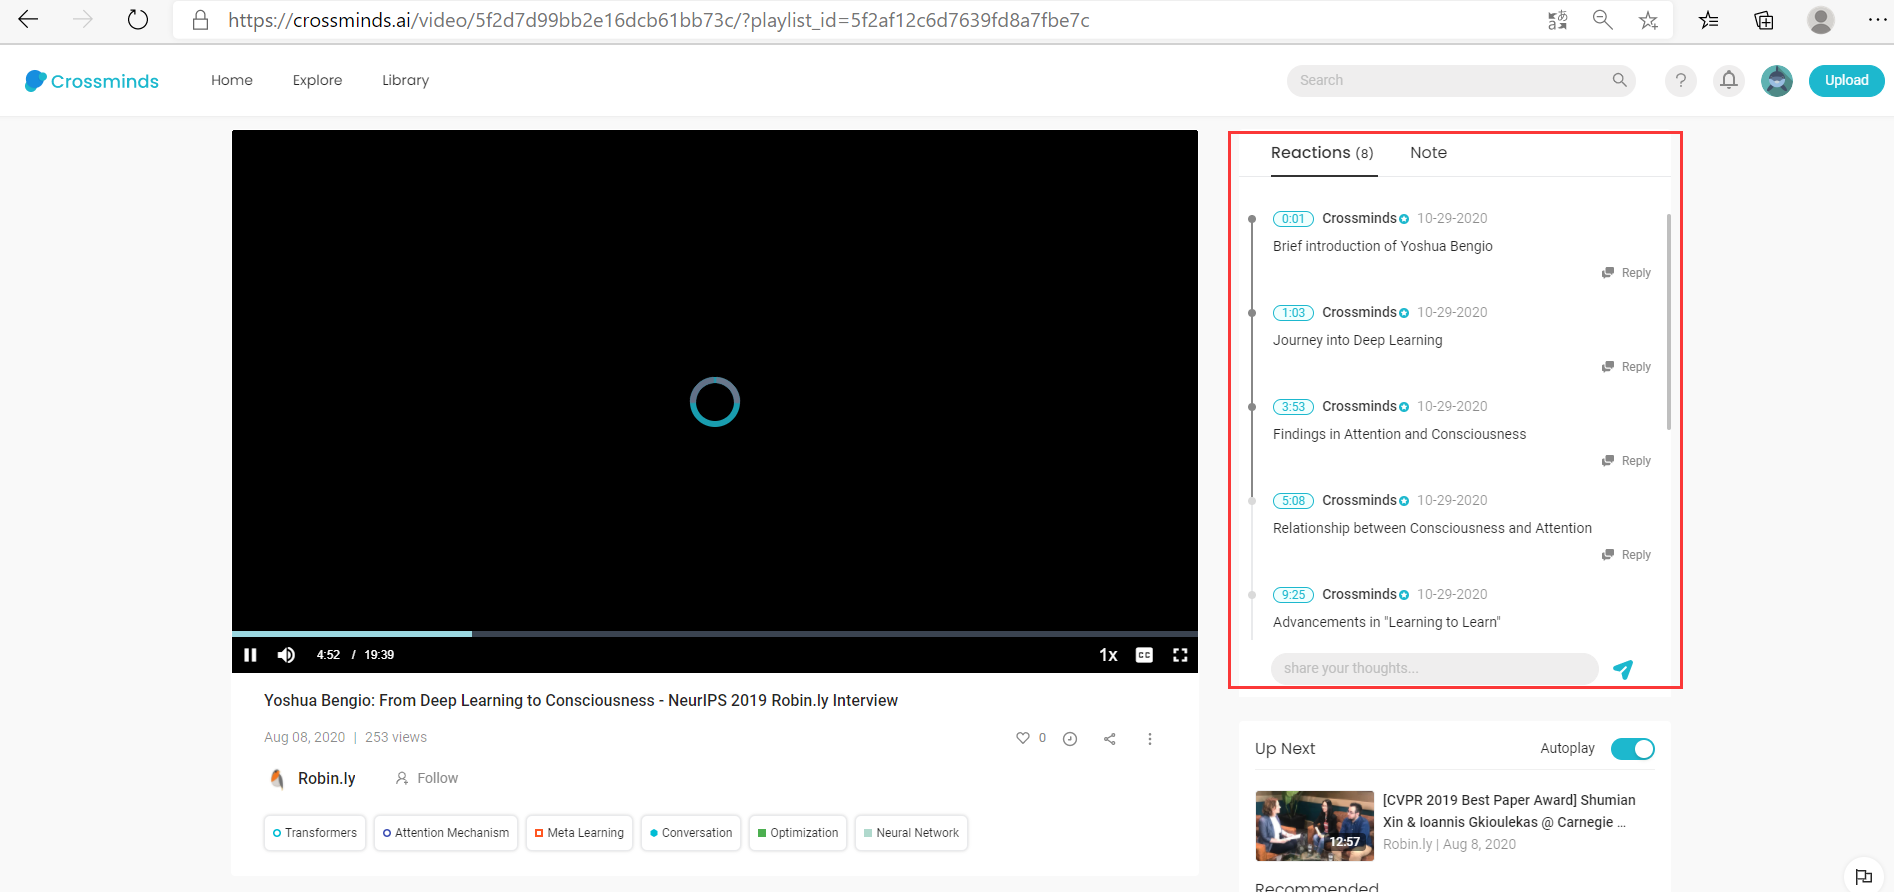 https://crossminds.ai/video/5f2d7d99bb2e16dcb61bb73c/?playlist_id=5f2af12c6d7639fd8a7fbe7c
Crossminds
Home
Explore
Library
Search
?
Upload
4:52 / 19:39
1x
CC
Yoshua Bengio: From Deep Learning to Consciousness - NeurIPS 2019 Robin.ly Interview
Aug 08, 2020 | 253 views
0
Robin.ly
Follow
Transformers
Attention Mechanism
Meta Learning
Conversation
Optimization
Neural Network
Reactions (8)
Note
0:01 Crossminds 10-29-2020
Brief introduction of Yoshua Bengio
Reply
1:03 Crossminds 10-29-2020
Journey into Deep Learning
Reply
3:53 Crossminds 10-29-2020
Findings in Attention and Consciousness
Reply
5:08 Crossminds 10-29-2020
Relationship between Consciousness and Attention
Reply
9:25 Crossminds 10-29-2020
Advancements in "Learning to Learn"
share your thoughts...
Up Next
Autoplay
12:57
[CVPR 2019 Best Paper Award] Shumian
Xin & Ioannis Gkioulekas @ Carnegie ...
Robin.ly | Aug 8, 2020
Recommended